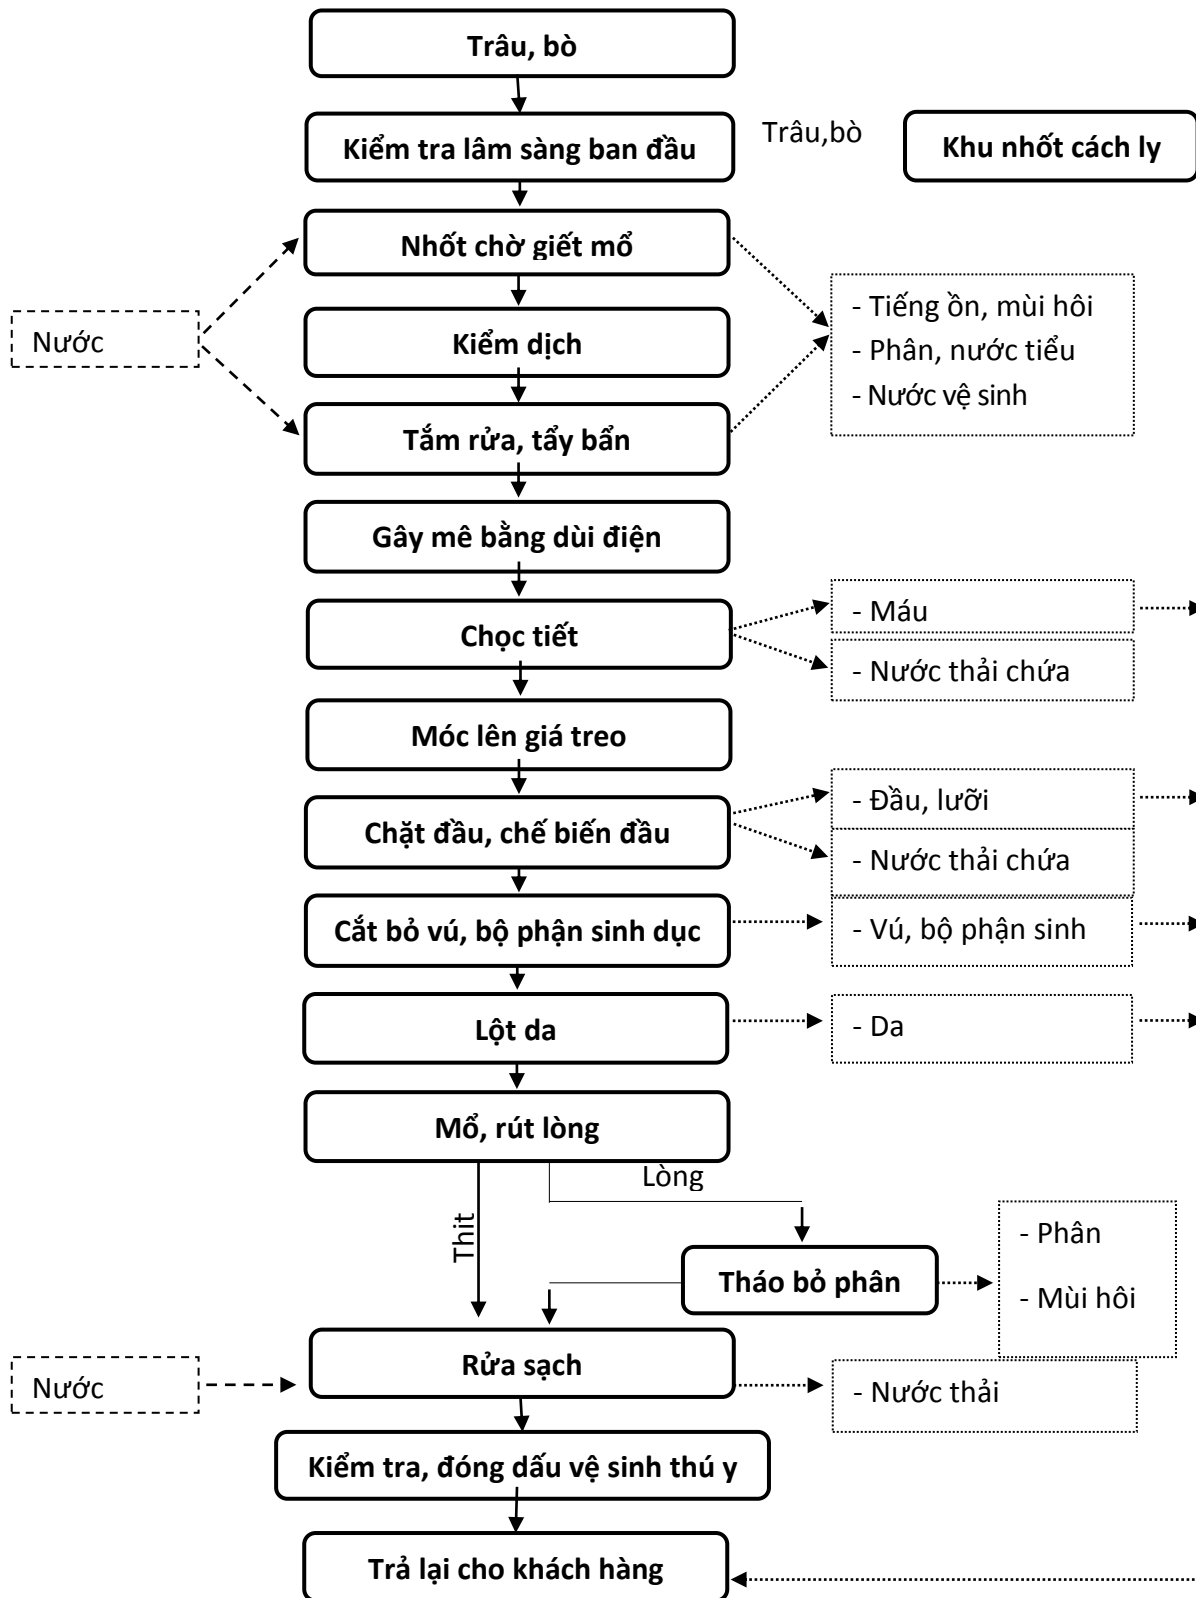 Trâu, bò
Kiểm tra lâm sàng ban đầu
Trâu,bò
Khu nhốt cách ly
Nhốt chờ giết mổ
- Tiếng ồn, mùi hôi
- Phân, nước tiểu
- Nước vệ sinh
Nước
Kiểm dịch
Tắm rửa, tẩy bẩn
Gây mê bằng dùi điện
Chọc tiết
- Máu
- Nước thải chứa
Móc lên giá treo
Chặt đầu, chế biến đầu
- Đầu, lưỡi
- Nước thải chứa
Cắt bỏ vú, bộ phận sinh dục
- Vú, bộ phận sinh
Lột da
- Da
Mổ, rút lòng
Lòng
Thit
Tháo bỏ phân
- Phân
- Mùi hôi
Rửa sạch
Nước
- Nước thải
Kiểm tra, đóng dấu vệ sinh thú y
Trả lại cho khách hàng